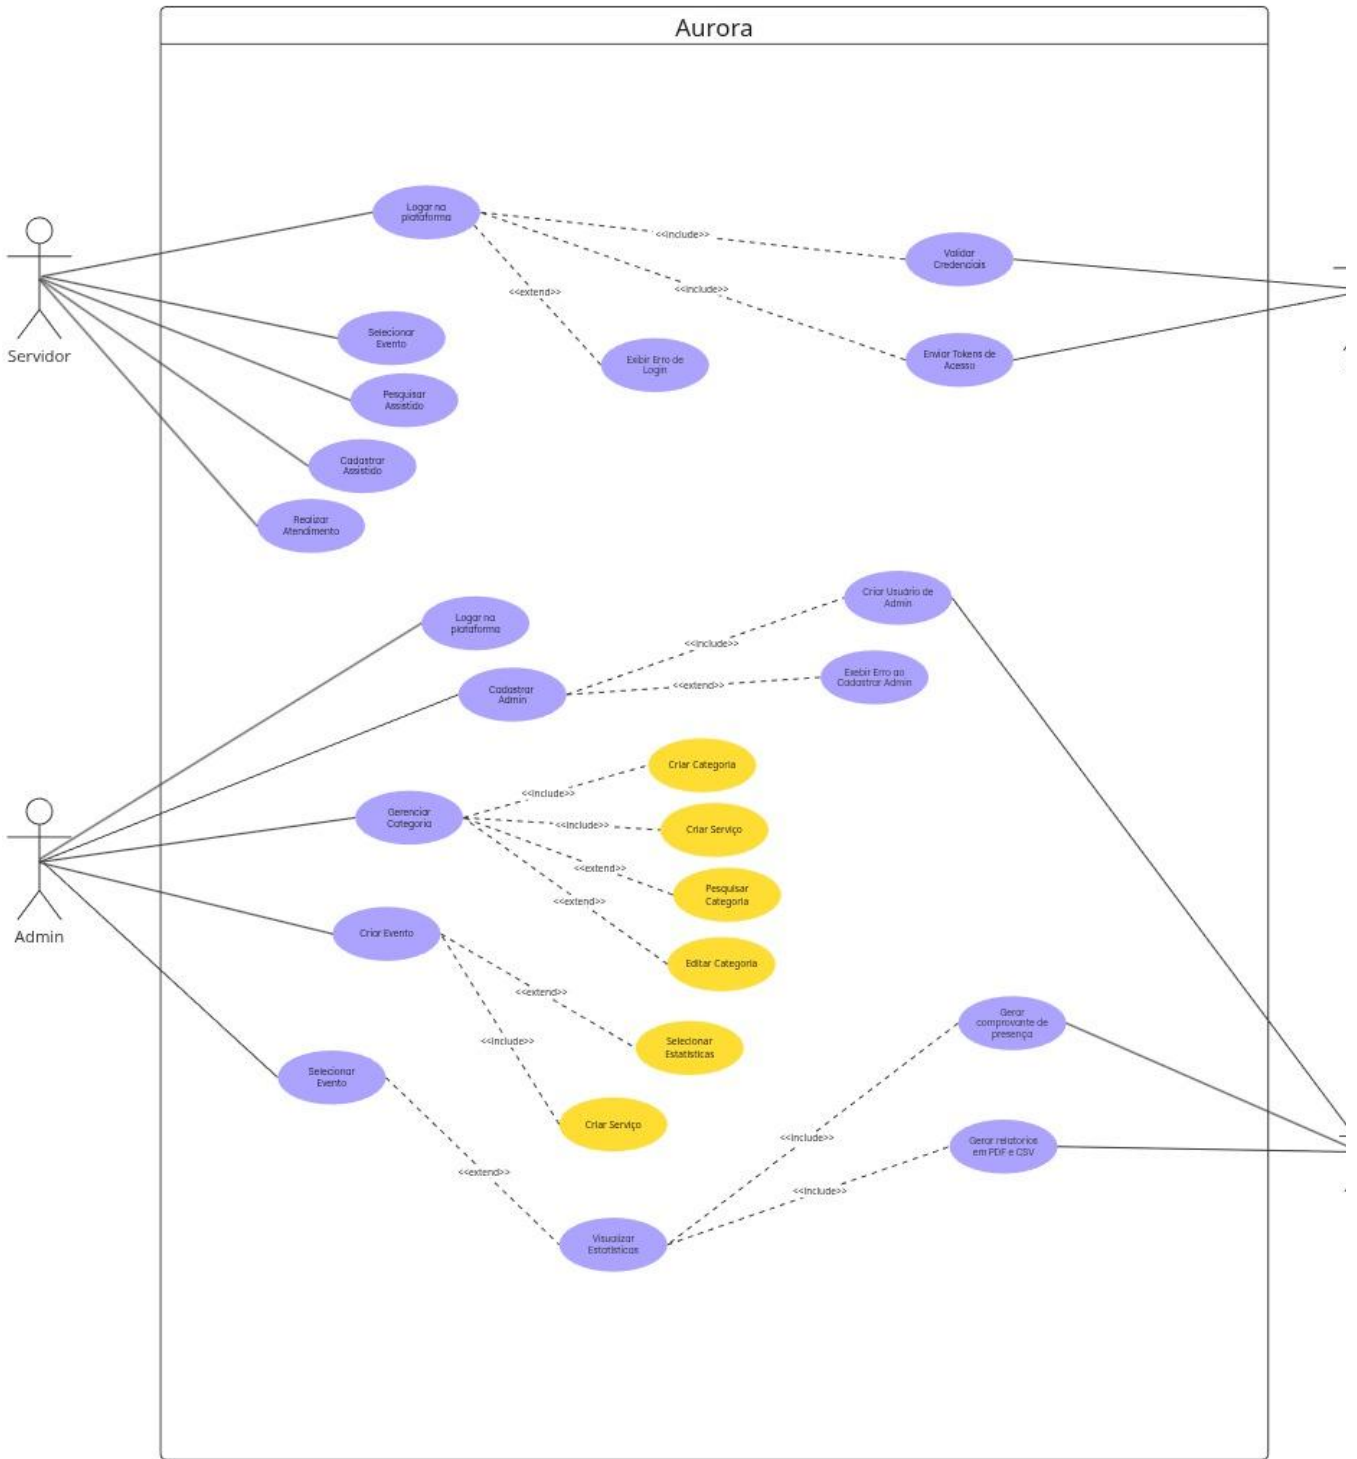 Aurora
Logar na
plataforma
<<include>>
Validar
Credenciais
<<include>>
<<extend>>
Servidor
Selecionar
Evento
Exibir Erro de
Login
Enviar Tokens de
Acesso
Pesquisar
Assistido
Cadastrar
Assistido
Realizar
Atendimento
Criar Usuário de
Admin
Logar na
plataforma
<<include>>
Cadastrar
Admin
<<extend>>
Exebir Erro ao
Cadastrar Admin
Criar Categoria
<<include>>
Gerenciar
Categoria
<<include>>
Criar Serviço
<<extend>>
Pesquisar
Categoria
<<extend>>
Admin
Criar Evento
Editar Categoria
<<extend>>
Gerar
comprovante de
presença
<<include>>
Selecionar
Estatísticas
Selecionar
Evento
Criar Serviço
<<include>>
Gerar relatorios
em PDF e CSV
<<extend>>
<<include>>
Visualizar
Estatísticas